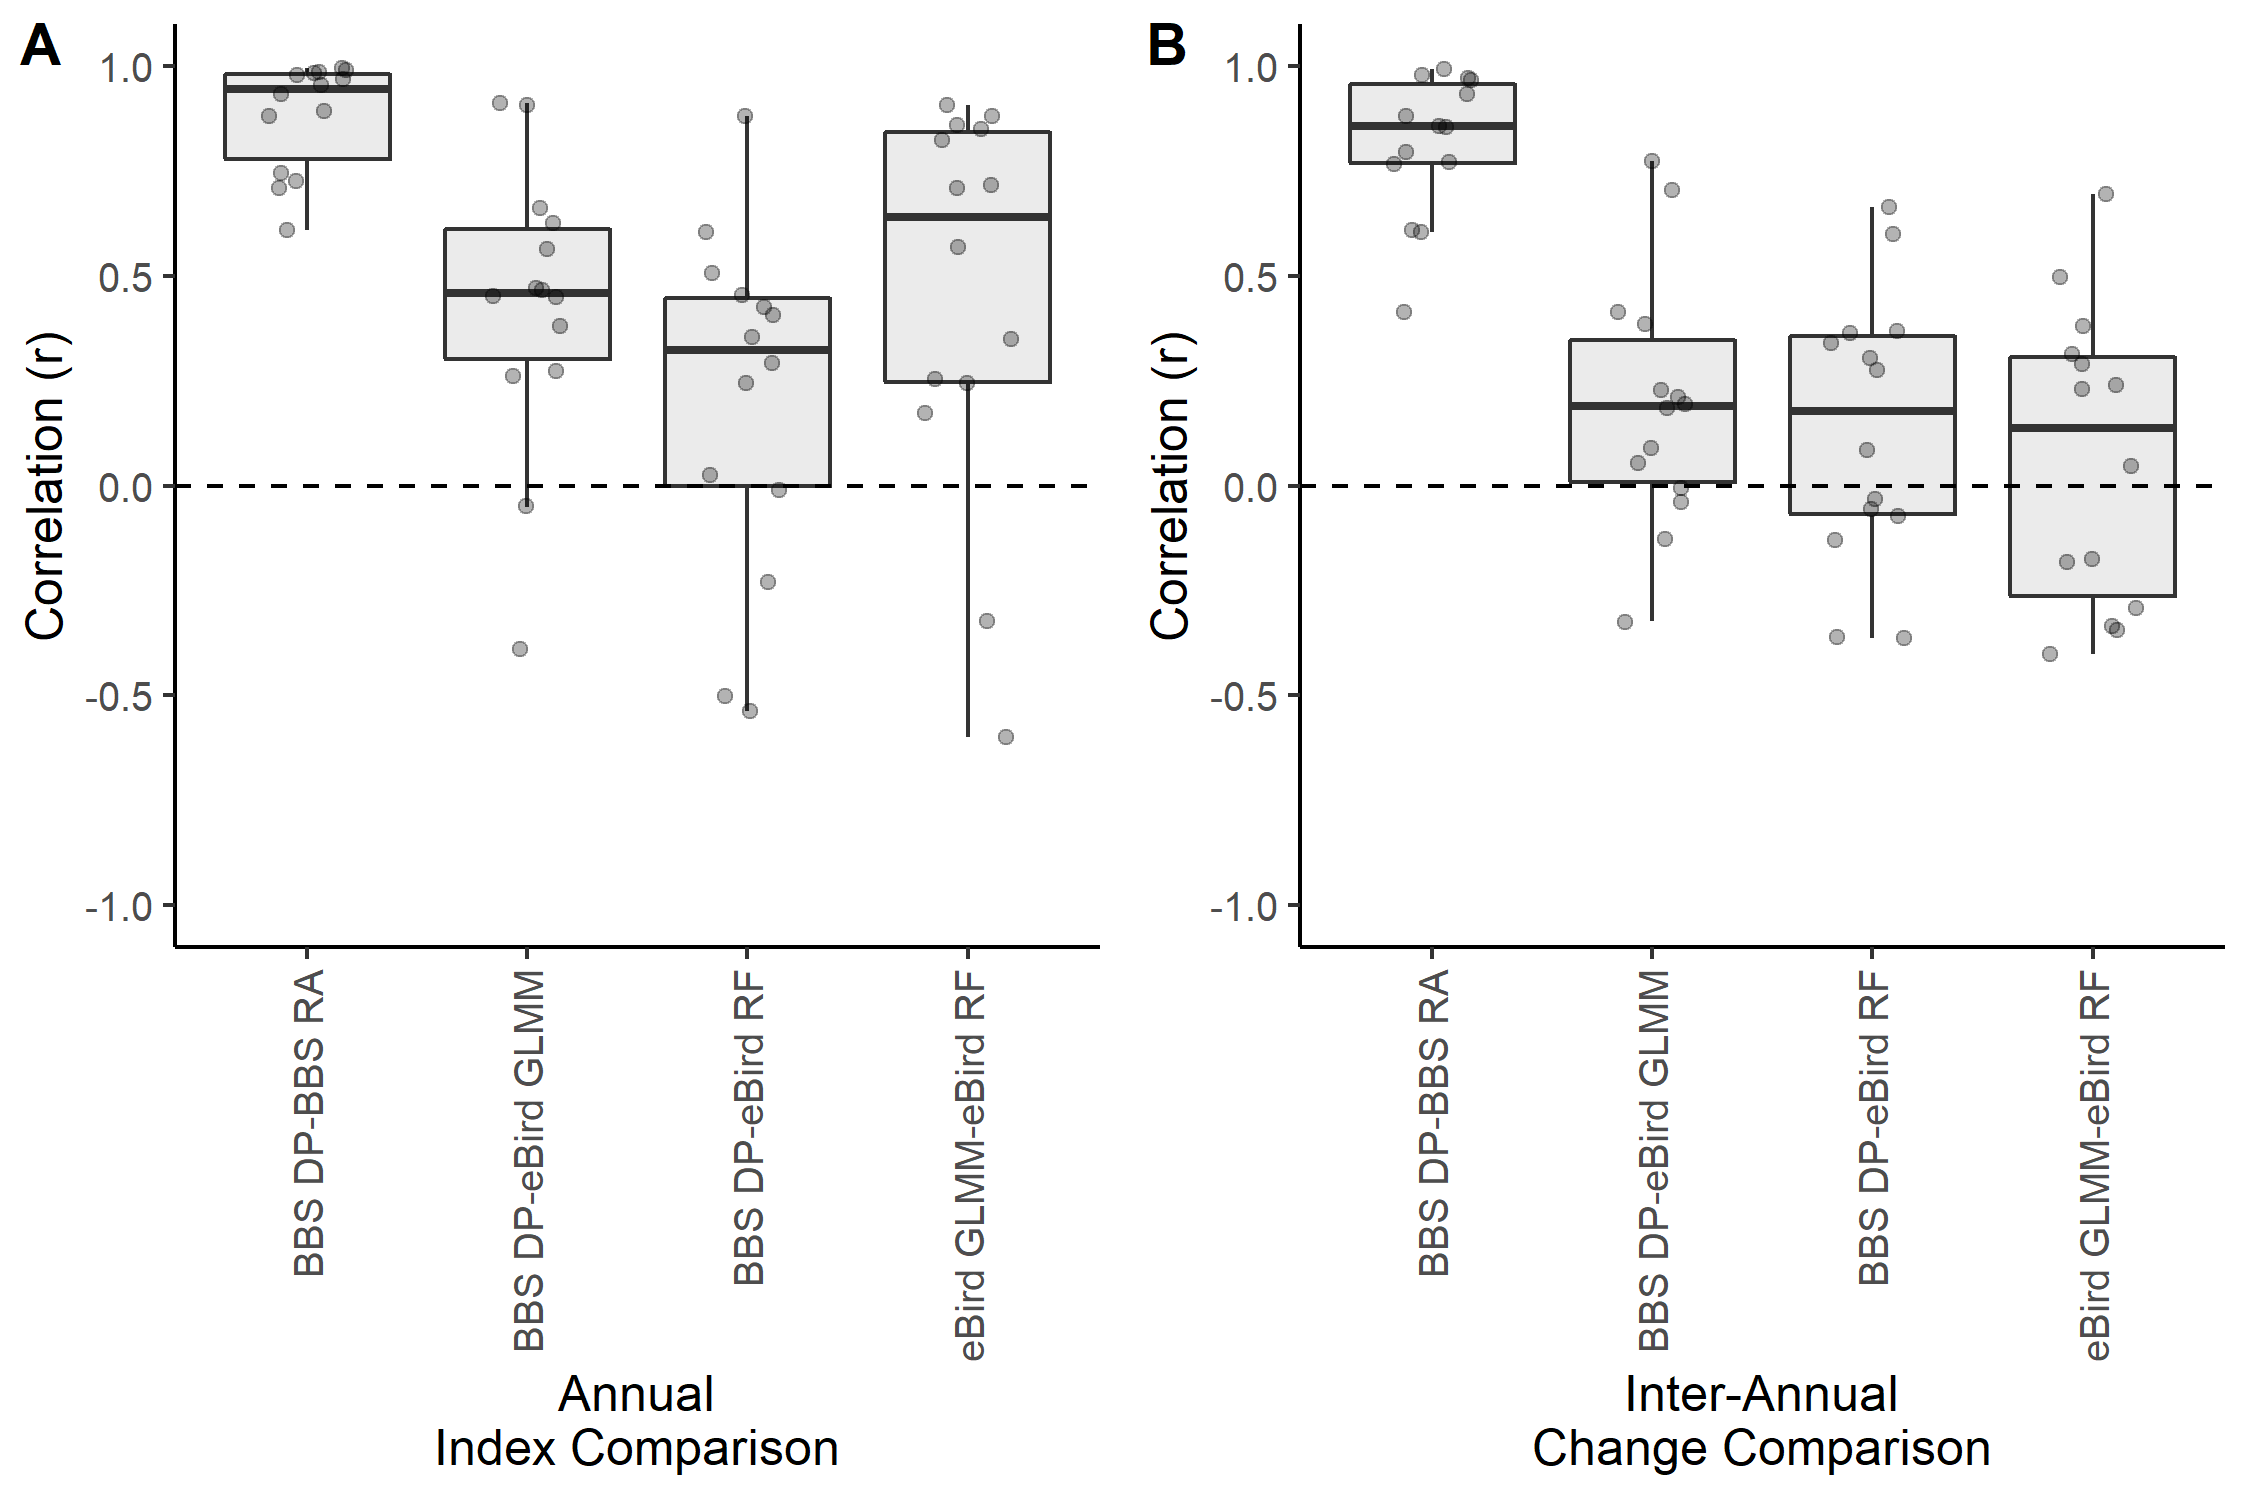 A
1.0
0.5
0.0
-0.5
-1.0
Correlation (r)
BBS DP-BBS RA
BBS DP-eBird GLMM
BBS DP-eBird RF
eBird GLMM-eBird RF
Annual
Index Comparison
B
1.0
0.5
0.0
-0.5
-1.0
Correlation (r)
BBS DP-BBS RA
BBS DP-eBird GLMM
BBS DP-eBird RF
eBird GLMM-eBird RF
Inter-Annual
Change Comparison